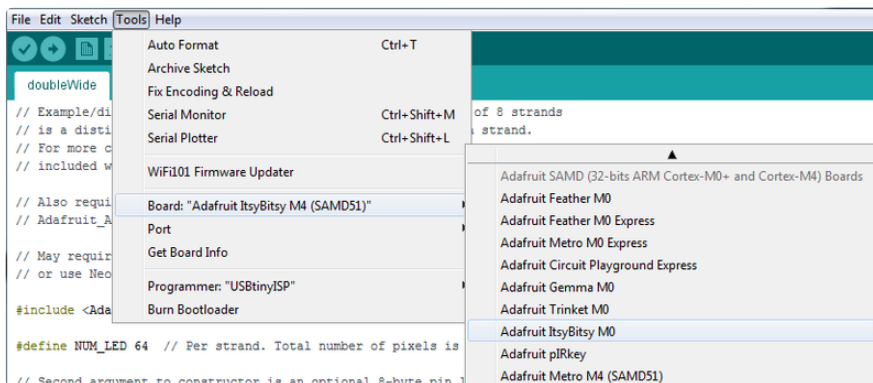 File Edit Sketch Tools Help
Auto Format Ctrl+T
Archive Sketch
doubleWide
Fix Encoding & Reload
// Example/di
Serial Monitor Ctrl+Shift+M
of 8 strands
// is a disti
Serial Plotter Ctrl+Shift+L
strand.
// For more c
// included w
WiFi101 Firmware Updater
Adafruit SAMD (32-bits ARM Cortex-M0+ and Cortex-M4) Boards
// Also requi
Board: "Adafruit ItsyBitsy M4 (SAMD51)"
Adafruit Feather M0
// Adafruit_A
Port
Adafruit Feather M0 Express
Adafruit Metro M0 Express
// May requir
Get Board Info
Adafruit Circuit Playground Express
// or use Neo
Programmer: "USBtinyISP"
Adafruit Gemma M0
#include <Ada
Burn Bootloader
Adafruit Trinket M0
Adafruit ItsyBitsy M0
#define NUM_LED 64 // Per strand. Total number of pixels is
Adafruit pIRkey
// Second argument to constructor is an optional 8-byte pin l
Adafruit Metro M4 (SAMD51)